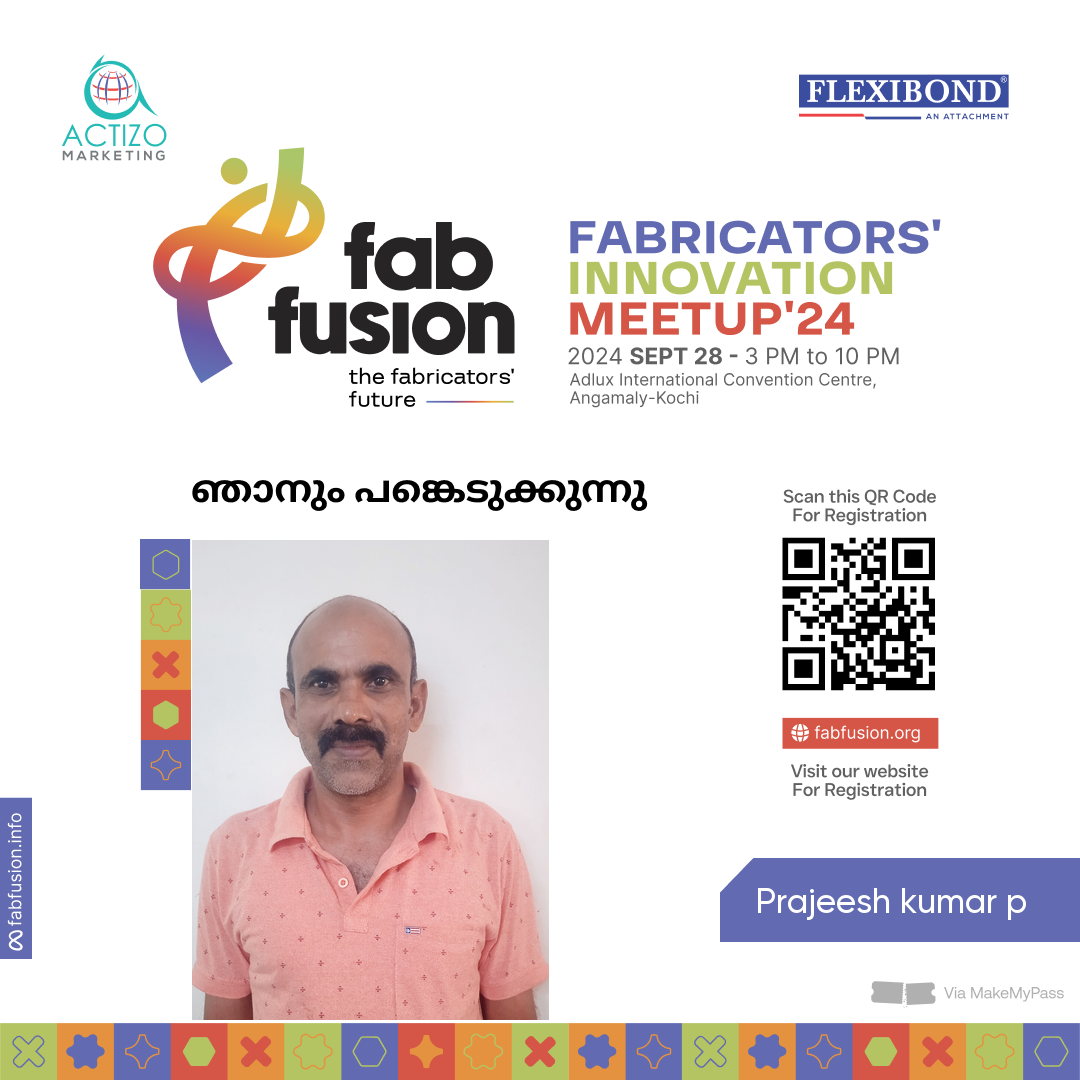 ACTIZO
MARKETING
FLEXIBOND®
AN ATTACHMENT
fab
fusion
the fabricators'
future
FABRICATORS'
INNOVATION
MEETUP'24
2024 SEPT 28 - 3 PM to 10 PM
Adlux International Convention Centre,
Angamaly-Kochi
ഞാനും പങ്കെടുക്കുന്നു
Scan this QR Code
For Registration
fabfusion.org
Visit our website
For Registration
fabfusion.info
Prajeesh kumar p
Via MakeMyPass